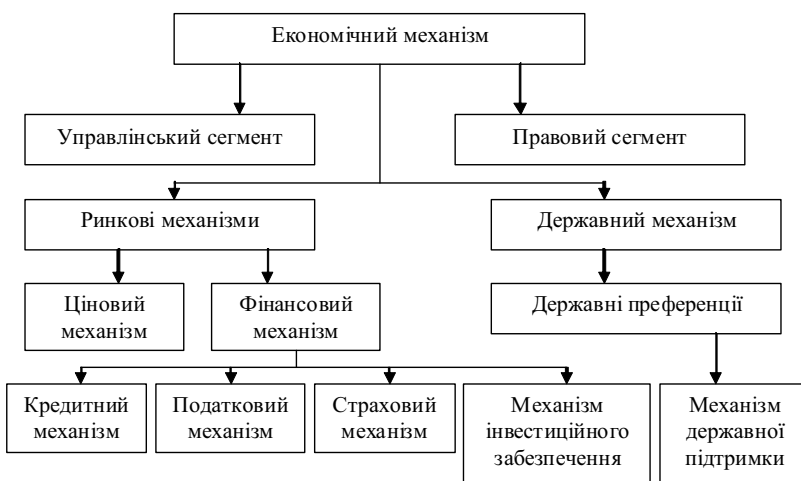 Економічний механізм
Управлінський сегмент
Правовий сегмент
Ринкові механізми
Державний механізм
Ціновий
механізм
Фінансовий
механізм
Державні преференції
Кредитний
механізм
Податковий
механізм
Страховий
механізм
Механізм
інвестиційного
забезпечення
Механізм
державної
підтримки